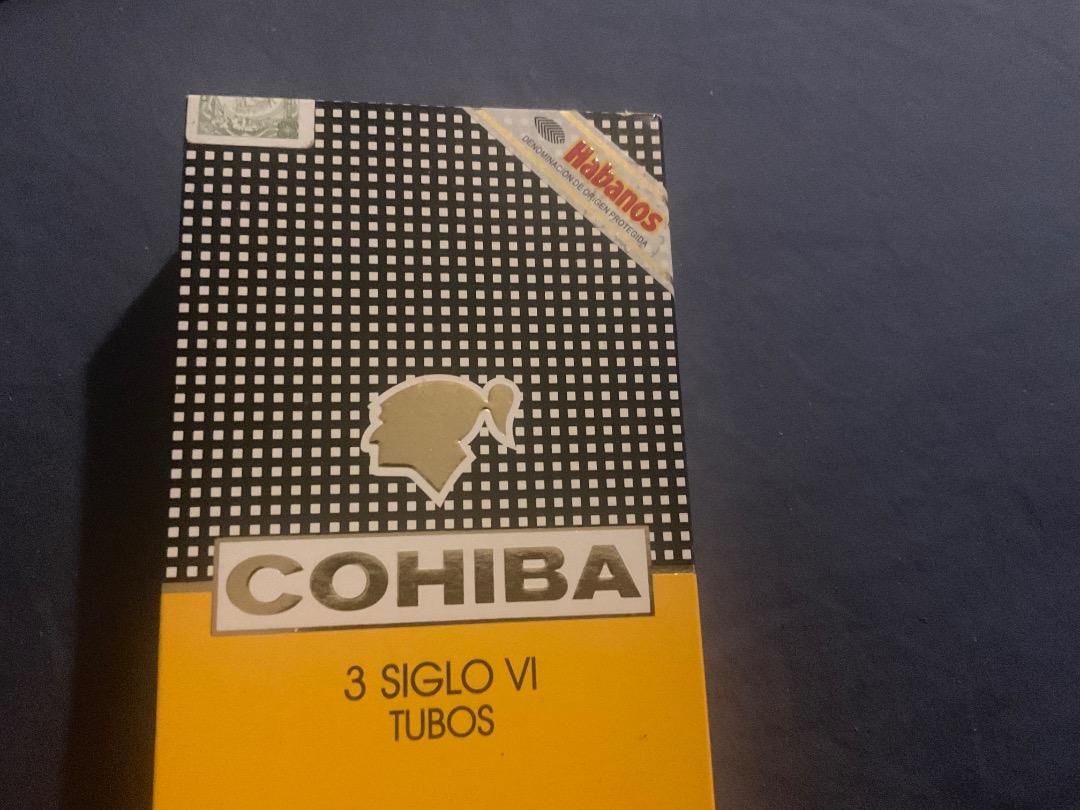 Habanos
DENOMINACIÓN DE ORIGEN PROTEGIDA
COHIBA
3 SIGLO VI
TUBOS